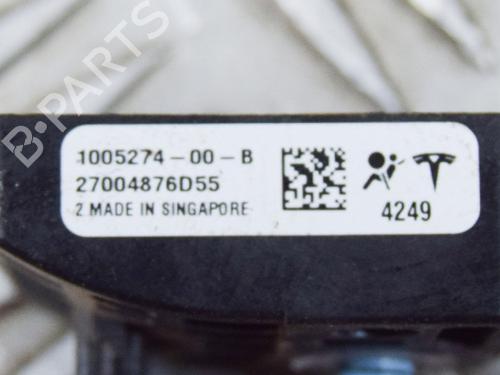 B-PARTS
1005274-00-B
27004876D55
2 MADE IN SINGAPORE
4249